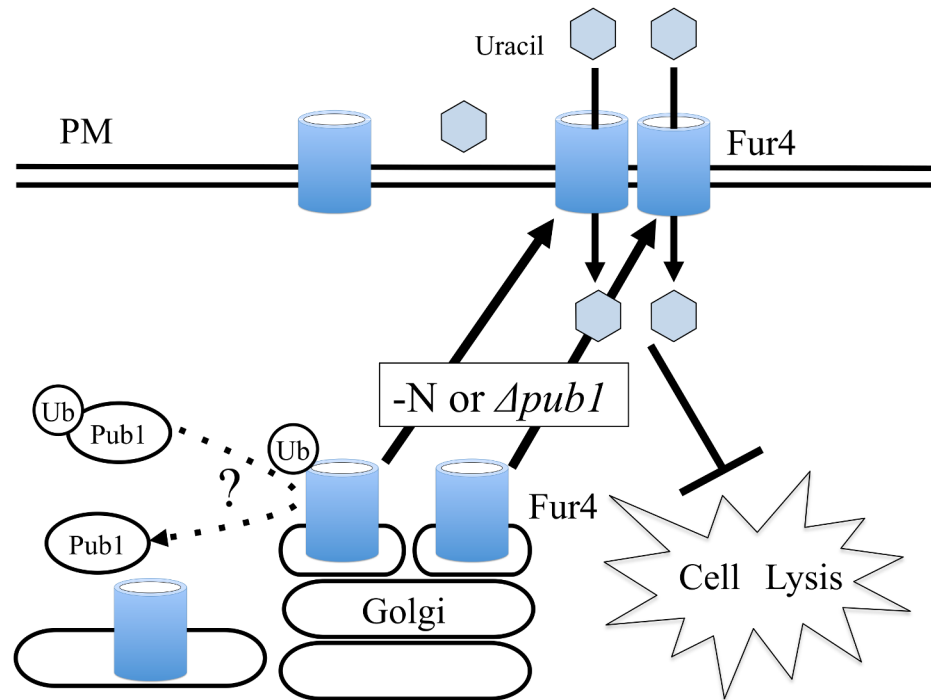 Uracil
PM
Fur4
-N or Δpub1
Ub
Pub1
Ub
?
Fur4
Pub1
Cell Lysis
Golgi